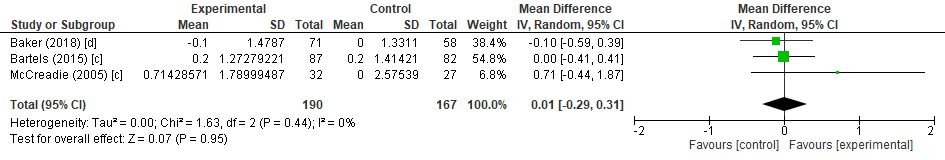 Experimental Control Mean Difference Mean Difference
Study or Subgroup Mean SD Total Mean SD Total Weight IV, Random, 95% CI IV, Random, 95% CI
Baker (2018) [d] -0.1 1.4787 71 0 1.3311 58 38.4% -0.10 [-0.59, 0.39]
Bartels (2015) [c] 0.2 1.27279221 87 0.2 1.41421 82 54.8% 0.00 [-0.41, 0.41]
McCreadie (2005) [c] 0.71428571 1.78999487 32 0 2.57539 27 6.8% 0.71 [-0.44, 1.87]
Total (95% CI) 190 167 100.0% 0.01 [-0.29, 0.31]
Heterogeneity: Tau² = 0.00; Chi² = 1.63, df = 2 (P = 0.44); I² = 0%
Test for overall effect: Z = 0.07 (P = 0.95)
-2 -1 0 1 2
Favours [control] Favours [experimental]